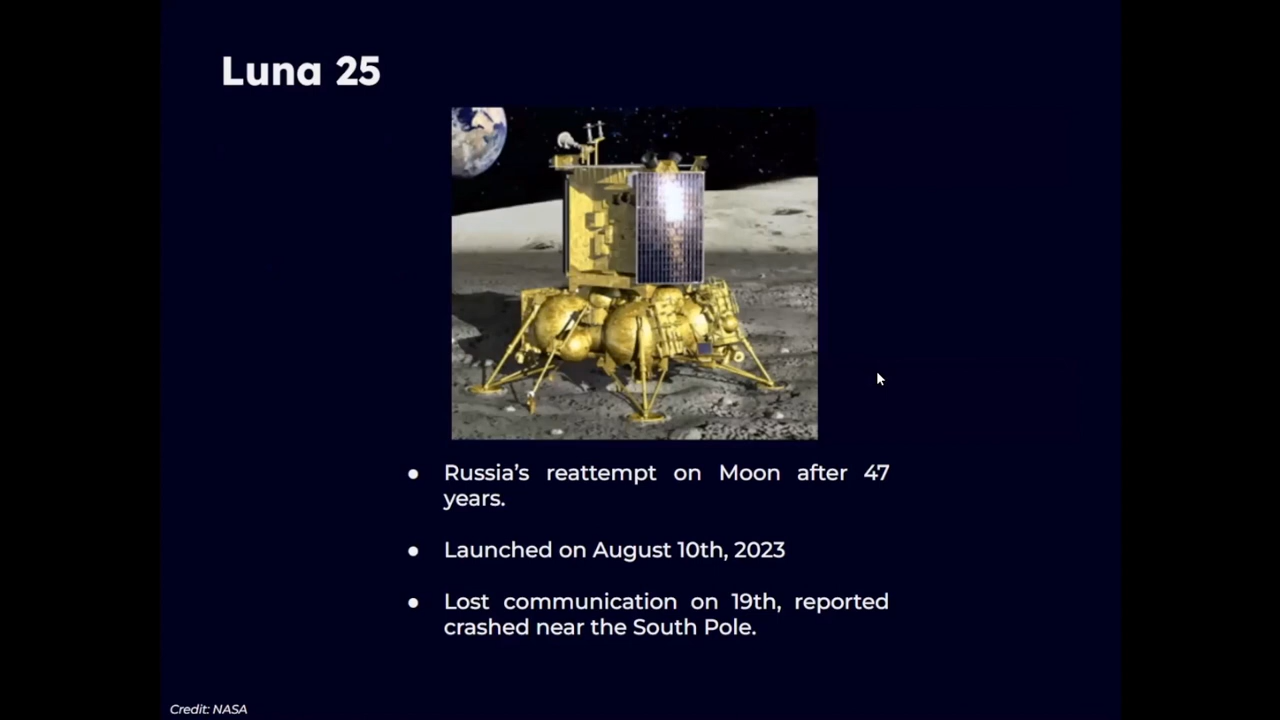 Luna 25
● Russia's reattempt on Moon after 47
years.
● Launched on August 10th, 2023
● Lost communication on 19th, reported
crashed near the South Pole.
Credit: NASA